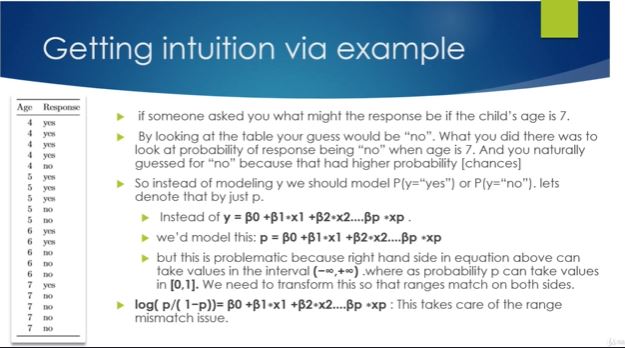 Getting intuition via example
Age Response
4 yes
4 yes
4 yes
4 yes
4 no
5 yes
5 yes
5 yes
5 no
5 no
6 yes
6 yes
6 no
6 no
6 no
7 yes
7 no
7 no
7 no
7 no
if someone asked you what might the response be if the child's age is 7.
By looking at the table your guess would be "no". What you did there was to
look at probability of response being "no" when age is 7. And you naturally
guessed for "no" because that had higher probability [chances]
So instead of modeling y we should model P(y="yes") or P(y="no"). lets
denote that by just p.
Instead of y = β0 +β1*x1 +β2*x2....βp *xp .
we'd model this: p = β0 +β1*x1 +β2*x2....βp *xp
but this is problematic because right hand side in equation above can
take values in the interval (−∞,+∞) .where as probability p can take values
in [0,1]. We need to transform this so that ranges match on both sides.
log( p/( 1-p))= β0 +β1*x1 +β2*x2....βp *xp : This takes care of the range
mismatch issue.